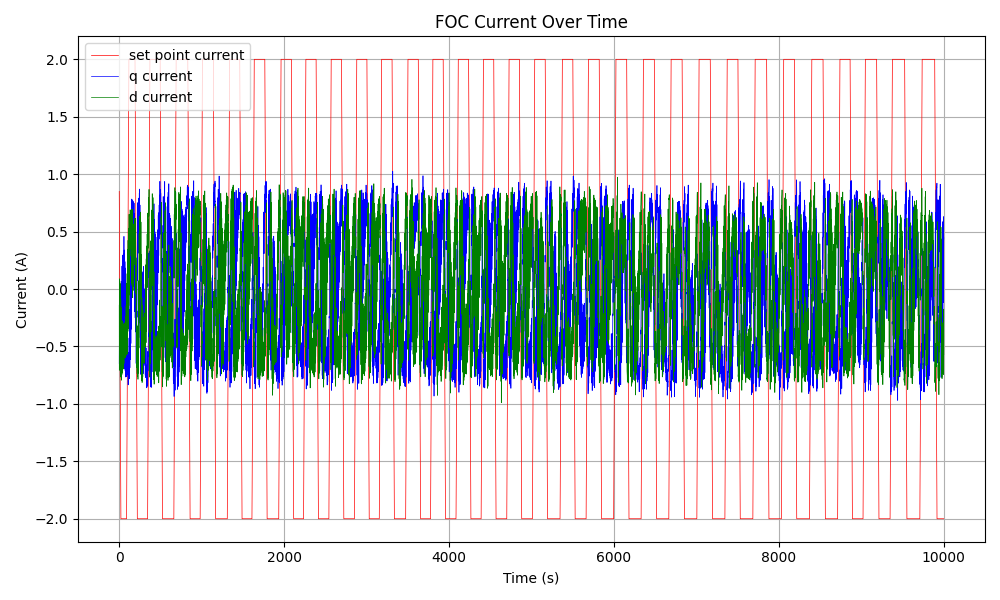 FOC Current Over Time
set point current
q current
d current
2.0
1.5
1.0
0.5
0.0
−0.5
−1.0
−1.5
−2.0
Current (A)
0 2000 4000 6000 8000 10000
Time (s)